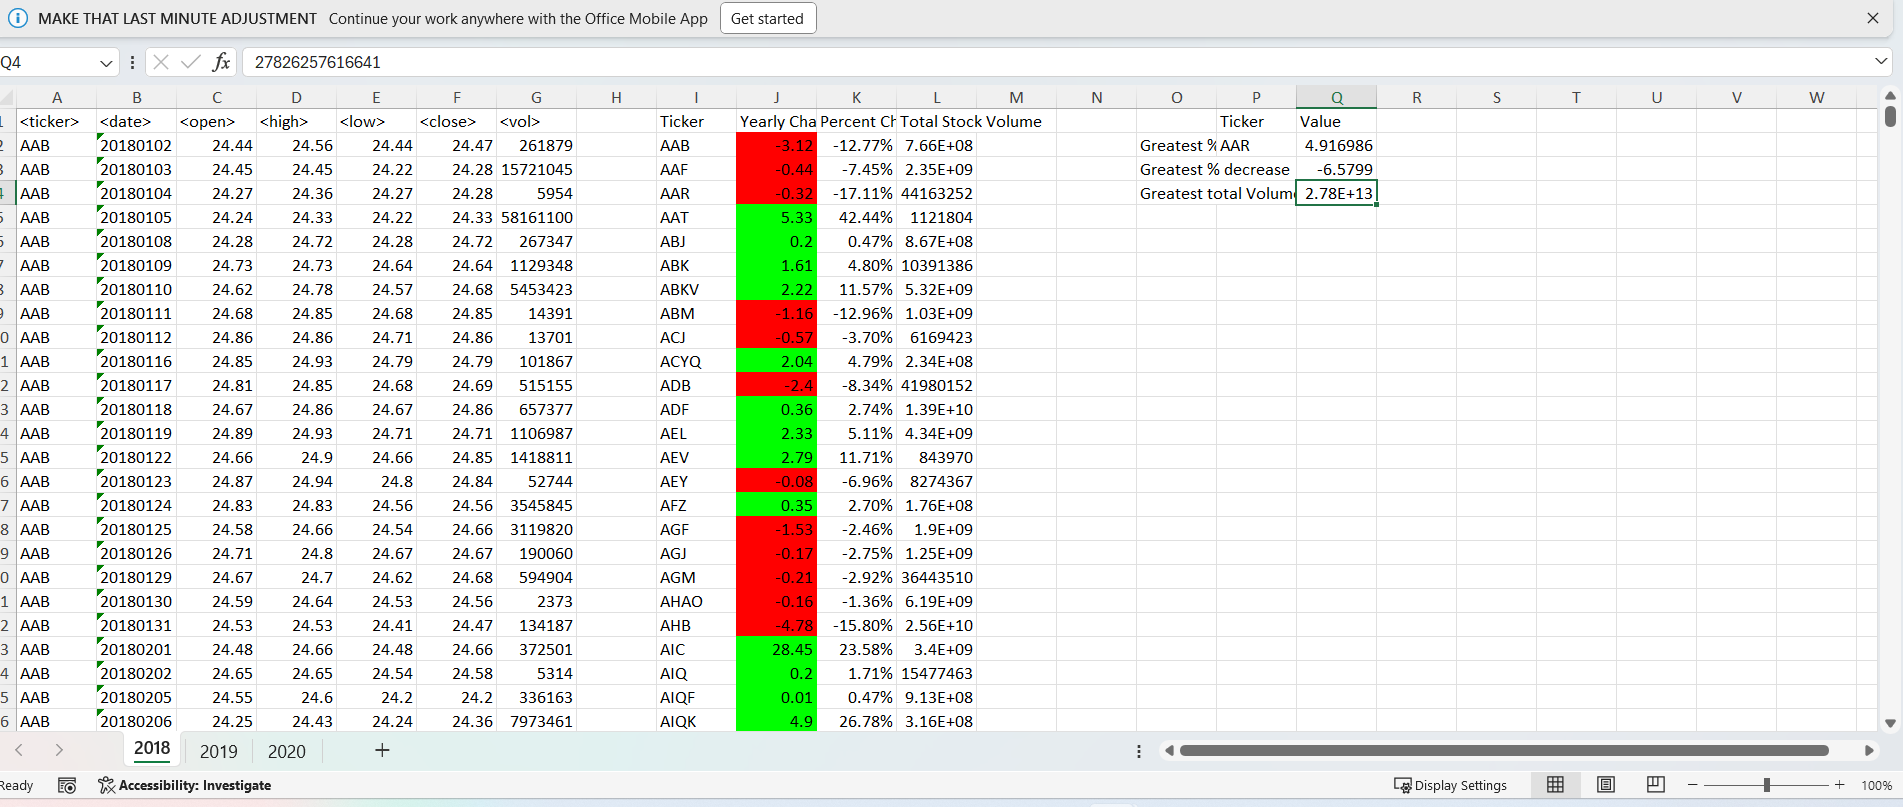 MAKE THAT LAST MINUTE ADJUSTMENT Continue your work anywhere with the Office Mobile App Get started
Q4 fx 27826257616641
A B C D E F G H I J K L M N O P Q R S T U V W
<ticker> <date> <open> <high> <low> <close> <vol> Ticker Yearly Cha Percent Ch Total Stock Volume Ticker Value
AAB 20180102 24.44 24.56 24.44 24.47 261879 AAB -3.12 -12.77% 7.66E+08 Greatest % AAR 4.916986
AAB 20180103 24.45 24.45 24.22 24.28 15721045 AAF -0.44 -7.45% 2.35E+09 Greatest % decrease -6.5799
AAB 20180104 24.27 24.36 24.27 24.28 5954 AAR -0.32 -17.11% 44163252 Greatest total Volum 2.78E+13
AAB 20180105 24.24 24.33 24.22 24.33 58161100 AAT 5.33 42.44% 1121804
AAB 20180108 24.28 24.72 24.28 24.72 267347 ABJ 0.2 0.47% 8.67E+08
AAB 20180109 24.73 24.73 24.64 24.64 1129348 ABK 1.61 4.80% 10391386
AAB 20180110 24.62 24.78 24.57 24.68 5453423 ABKV 2.22 11.57% 5.32E+09
AAB 20180111 24.68 24.85 24.68 24.85 14391 ABM -1.16 -12.96% 1.03E+09
AAB 20180112 24.86 24.86 24.71 24.86 13701 ACJ -0.57 -3.70% 6169423
AAB 20180116 24.85 24.93 24.79 24.79 101867 ACYQ 2.04 4.79% 2.34E+08
AAB 20180117 24.81 24.85 24.68 24.69 515155 ADB -2.4 -8.34% 41980152
AAB 20180118 24.67 24.86 24.67 24.86 657377 ADF 0.36 2.74% 1.39E+10
AAB 20180119 24.89 24.93 24.71 24.71 1106987 AEL 2.33 5.11% 4.34E+09
AAB 20180122 24.66 24.9 24.66 24.85 1418811 AEV 2.79 11.71% 843970
AAB 20180123 24.87 24.94 24.8 24.84 52744 AEY -0.08 -6.96% 8274367
AAB 20180124 24.83 24.83 24.56 24.56 3545845 AFZ 0.35 2.70% 1.76E+08
AAB 20180125 24.58 24.66 24.54 24.66 3119820 AGF -1.53 -2.46% 1.9E+09
AAB 20180126 24.71 24.8 24.67 24.67 190060 AGJ -0.17 -2.75% 1.25E+09
AAB 20180129 24.67 24.7 24.62 24.68 594904 AGM -0.21 -2.92% 36443510
AAB 20180130 24.59 24.64 24.53 24.56 2373 AHAO -0.16 -1.36% 6.19E+09
AAB 20180131 24.53 24.53 24.41 24.47 134187 AHB -4.78 -15.80% 2.56E+10
AAB 20180201 24.48 24.66 24.48 24.66 372501 AIC 28.45 23.58% 3.4E+09
AAB 20180202 24.65 24.65 24.54 24.58 5314 AIQ 0.2 1.71% 15477463
AAB 20180205 24.55 24.6 24.2 24.2 336163 AIQF 0.01 0.47% 9.13E+08
AAB 20180206 24.25 24.43 24.24 24.36 7973461 AIQK 4.9 26.78% 3.16E+08
2018 2019 2020
Ready Accessibility: Investigate Display Settings 100%